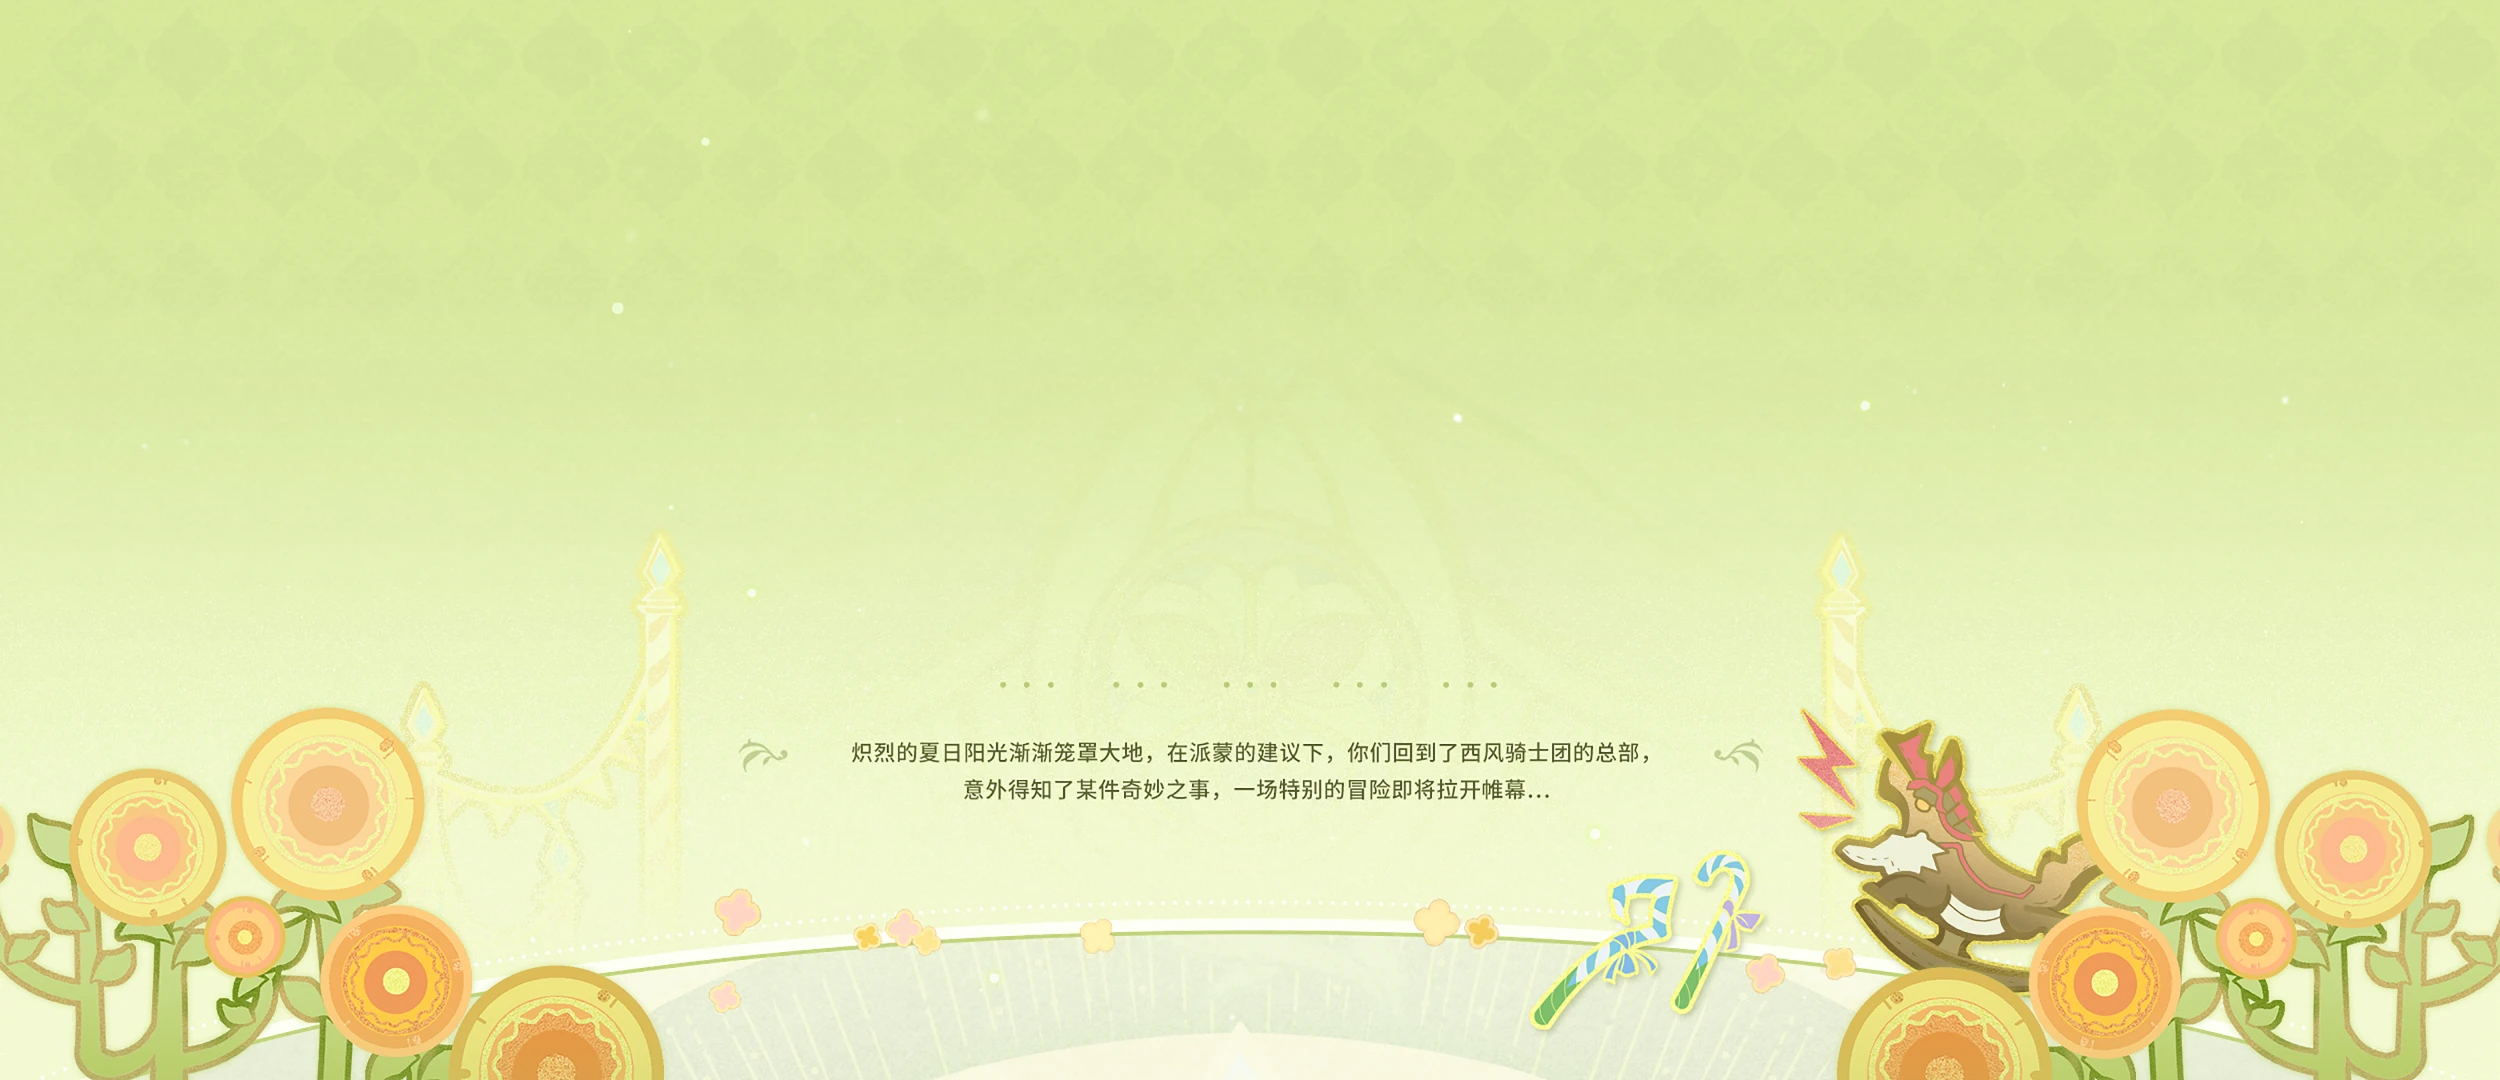 炽烈的夏日阳光渐渐笼罩大地，在派蒙的建议下，你们回到了西风骑士团的总部，
意外得知了某件奇妙之事，一场特别的冒险即将拉开帷幕...